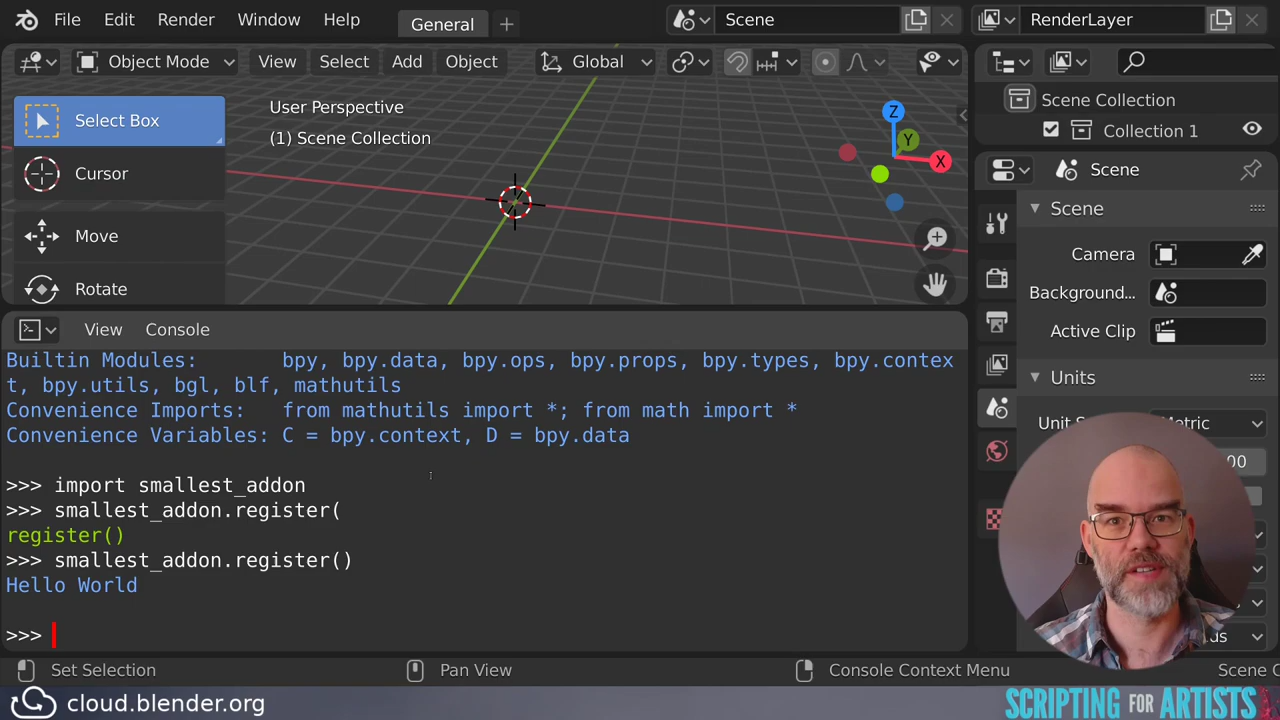 File Edit Render Window Help General + Scene RenderLayer
Object Mode View Select Add Object Global
Select Box
Cursor
Move
Rotate
User Perspective
(1) Scene Collection
Z
Y
X
Scene Collection
Collection 1
Scene
Scene
Camera
Background...
Active Clip
Units
Metric
00
View Console
Builtin Modules: bpy, bpy.data, bpy.ops, bpy.props, bpy.types, bpy.contex
t, bpy.utils, bgl, blf, mathutils
Convenience Imports: from mathutils import *; from math import *
Convenience Variables: C = bpy.context, D = bpy.data
>>> import smallest_addon
>>> smallest_addon.register(
register()
>>> smallest_addon.register()
Hello World
>>>
Set Selection Pan View Console Context Menu Scene C
cloud.blender.org
SCRIPTING FOR ARTISTS